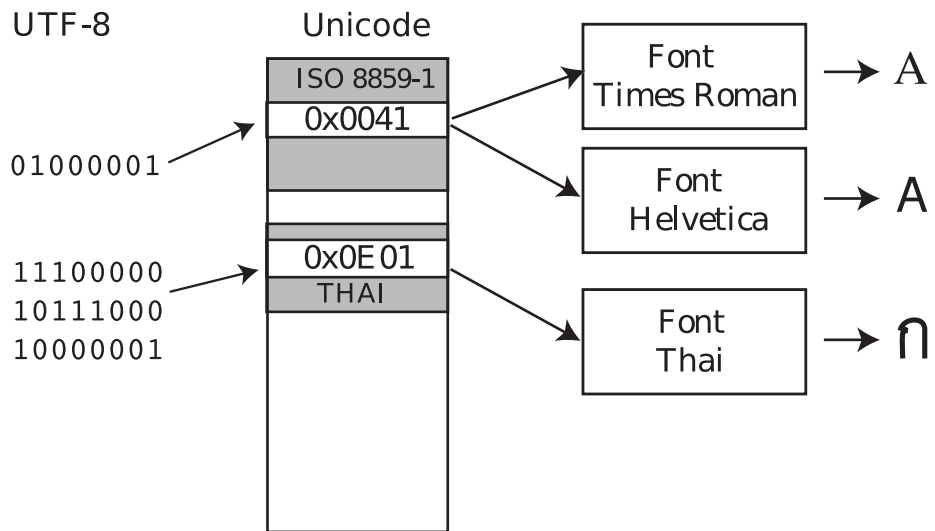 UTF-8
Unicode
ISO 8859-1
0x0041
01000001
11100000
10111000
10000001
0x0E01
THAI
Font
Times Roman
A
Font
Helvetica
A
Font
Thai
ก